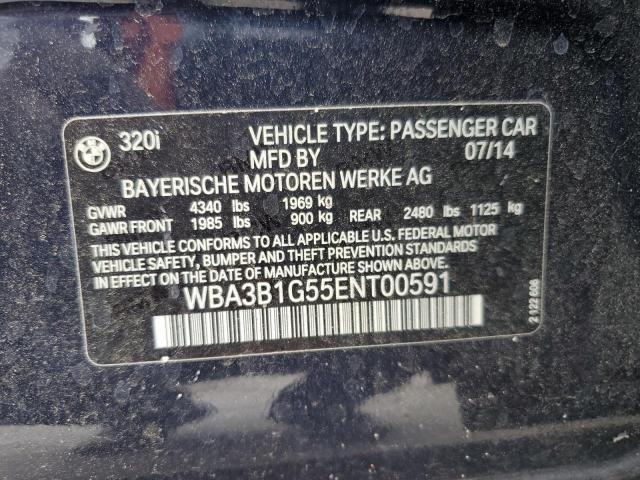 BMW 320i VEHICLE TYPE: PASSENGER CAR
MFD BY 07/14
BAYERISCHE MOTOREN WERKE AG
GVWR 4340 lbs 1969 kg
GAWR FRONT 1985 lbs 900 kg REAR 2480 lbs 1125 kg
THIS VEHICLE CONFORMS TO ALL APPLICABLE U.S. FEDERAL MOTOR
VEHICLE SAFETY, BUMPER AND THEFT PREVENTION STANDARDS
IN EFFECT ON THE DATE OF MANUFACTURE SHOWN ABOVE.
WBA3B1G55ENT00591